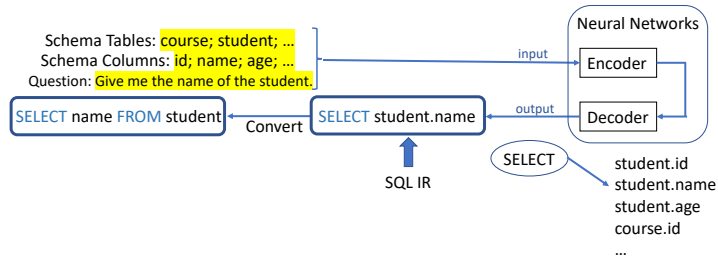 Schema Tables: course; student; …
Schema Columns: id; name; age; …
Question: Give me the name of the student.
input
Neural Networks
Encoder
Decoder
output
SELECT name FROM student
Convert
SELECT student.name
SQL IR
SELECT
student.id
student.name
student.age
course.id
…